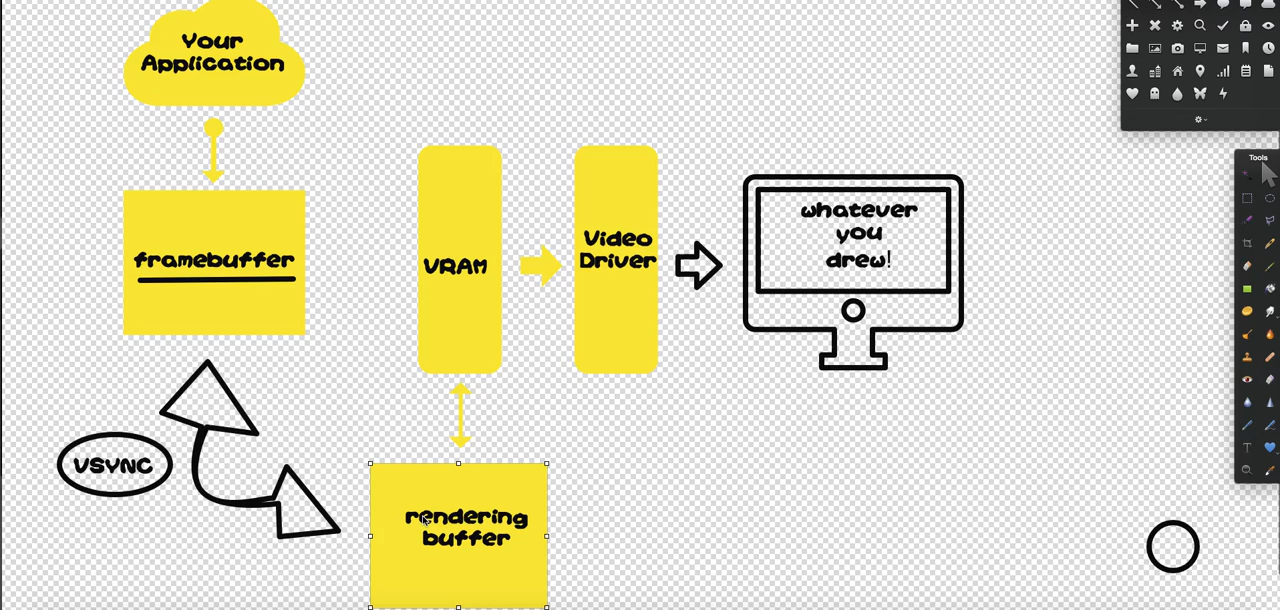 Your
Application
framebuffer
VRAM
Video
Driver
whatever
you
drew!
VSYNC
rendering
buffer
Tools